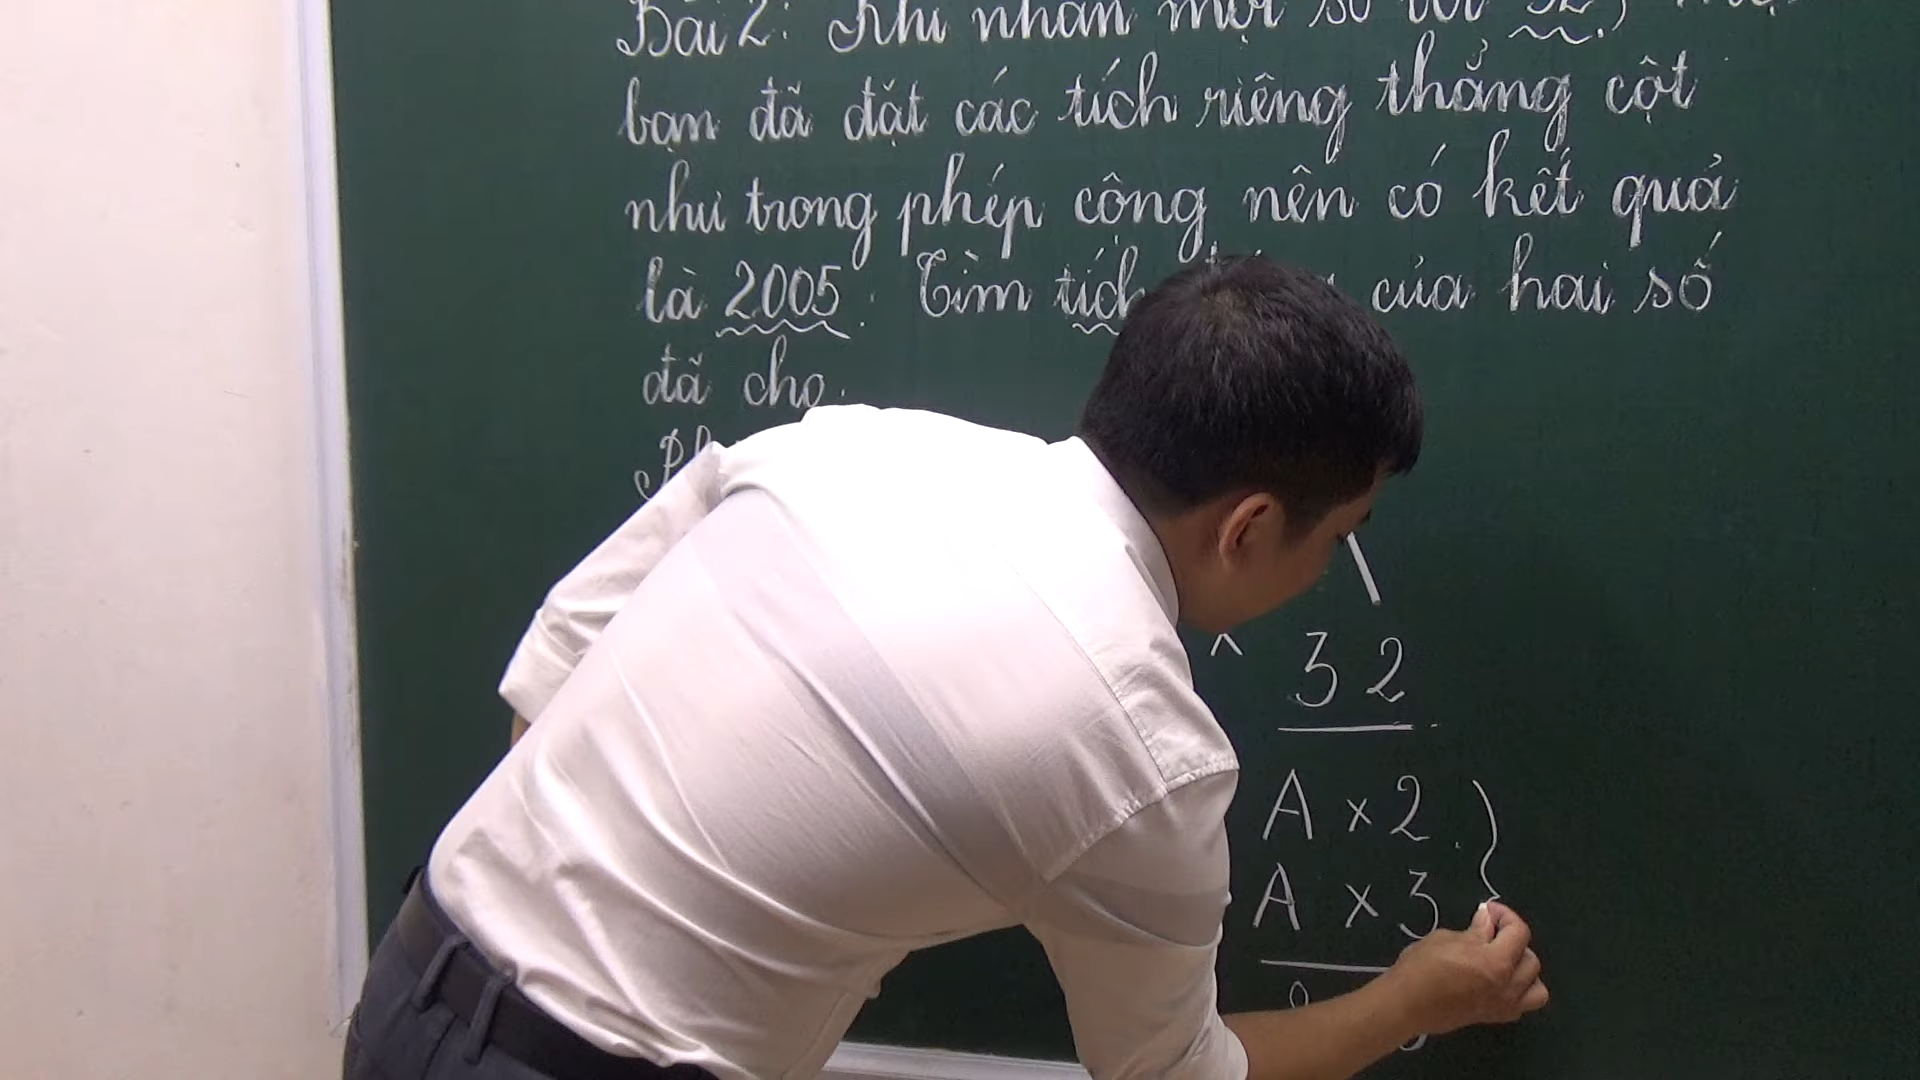 Bài 2: Khi nhân một số với 32,
bạn đã đặt các tích riêng thẳng cột
như trong phép cộng nên có kết quả
là 2005. Tìm tích của hai số
đã cho.
32
A × 2
A × 3